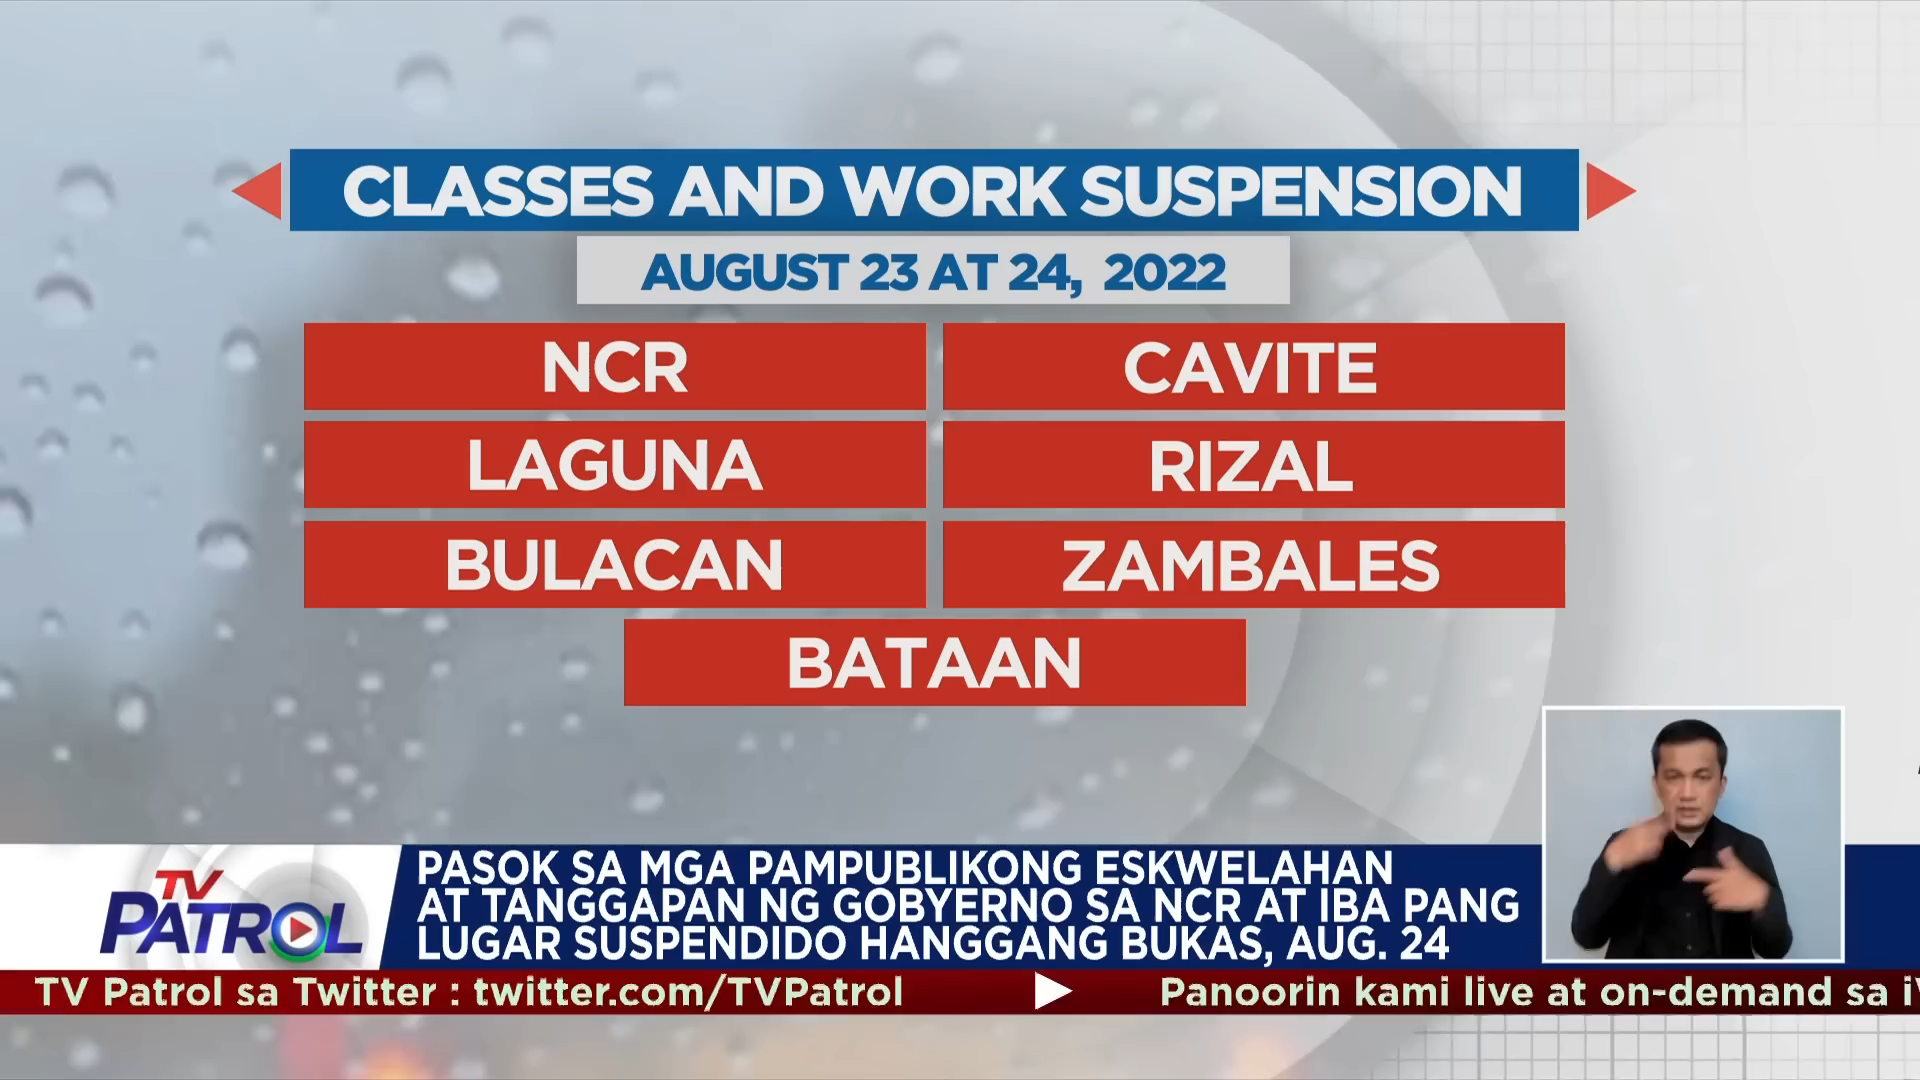 CLASSES AND WORK SUSPENSION
AUGUST 23 AT 24, 2022
NCR
CAVITE
LAGUNA
RIZAL
BULACAN
ZAMBALES
BATAAN
TV PATROL
PASOK SA MGA PAMPUBLIKONG ESKWELAHAN
AT TANGGAPAN NG GOBYERNO SA NCR AT IBA PANG
LUGAR SUSPENDIDO HANGGANG BUKAS, AUG. 24
TV Patrol sa Twitter : twitter.com/TVPatrol
Panoorin kami live at on-demand sa